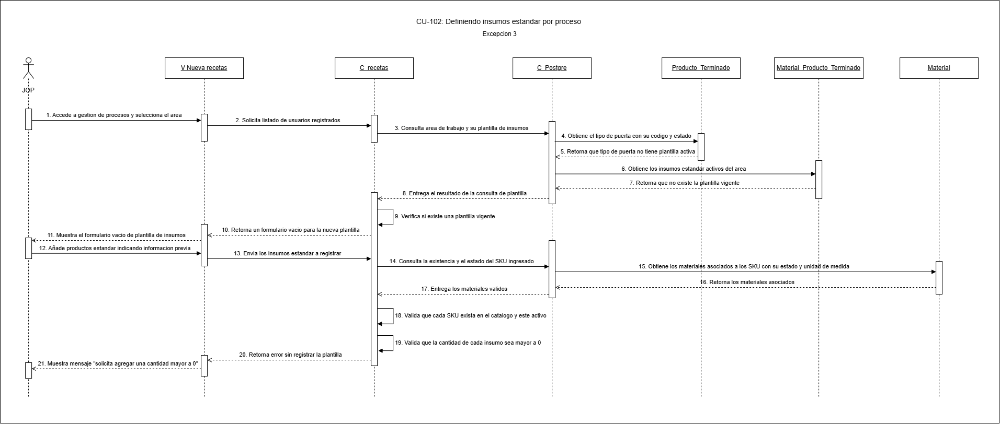 CU-102: Definiendo insumos estandar por proceso
Excepcion 3
JOP
V Nueva recetas
C_recetas
C_Postgre
Producto_Terminado
Material_Producto_Terminado
Material
1. Accede a gestion de procesos y selecciona el area
2. Solicita listado de usuarios registrados
3. Consulta area de trabajo y su plantilla de insumos
4. Obtiene el tipo de puerta con su codigo y estado
5. Retorna que tipo de puerta no tiene plantilla activa
6. Obtiene los insumos estandar activos del area
7. Retorna que no existe la plantilla vigente
8. Entrega el resultado de la consulta de plantilla
9. Verifica si existe una plantilla vigente
10. Retorna un formulario vacio para la nueva plantilla
11. Muestra el formulario vacio de plantilla de insumos
12. Añade productos estandar indicando informacion previa
13. Envia los insumos estandar a registrar
14. Consulta la existencia y el estado del SKU ingresado
15. Obtiene los materiales asociados a los SKU con su estado y unidad de medida
16. Retorna los materiales asociados
17. Entrega los materiales validos
18. Valida que cada SKU exista en el catalogo y este activo
19. Valida que la cantidad de cada insumo sea mayor a 0
20. Retorna error sin registrar la plantilla
21. Muestra mensaje "solicita agregar una cantidad mayor a 0"